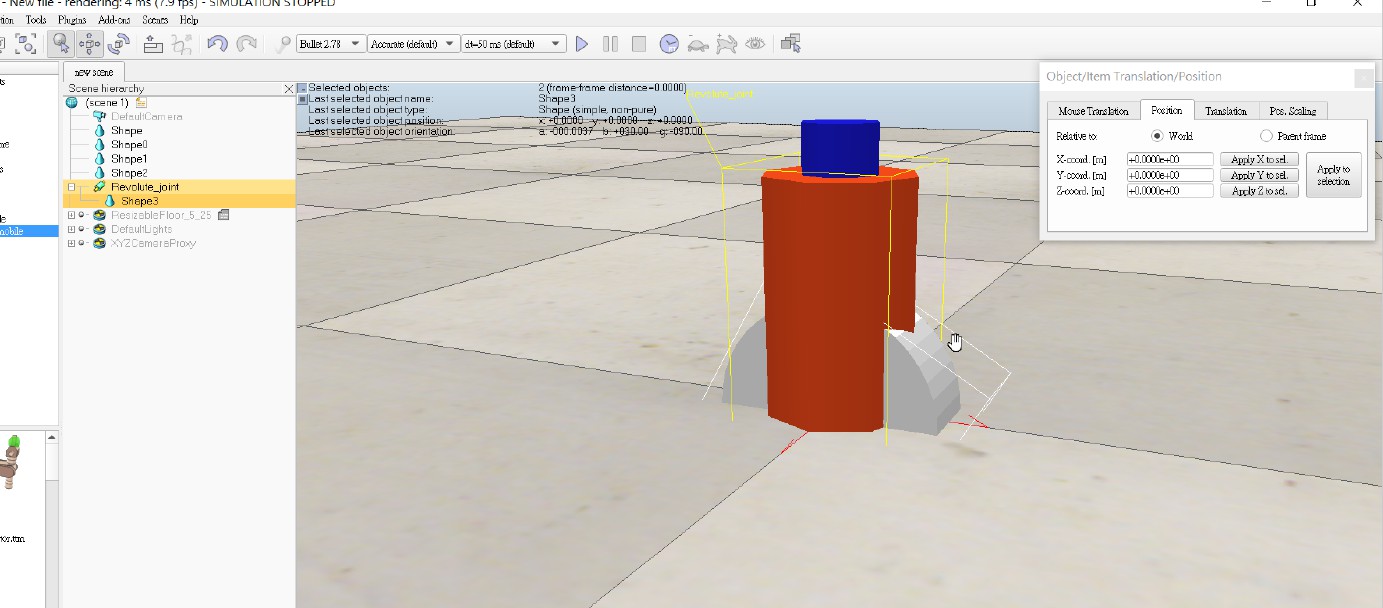 - New file - rendering: 4 ms (7.9 fps) - SIMULATION STOPPED
tion Tools Plugins Add-ons Scenes Help
Bullet 2.78 Accurate (default) dt=50 ms (default)
new scene
Scene hierarchy
(scene 1)
DefaultCamera
Shape
Shape0
Shape1
Shape2
Revolute_joint
Shape3
ResizableFloor_5_25
DefaultLights
XYZCameraProxy
Selected objects: 2 (frame-frame distance=0.0000)
Last selected object name: Shape3
Last selected object type: Shape (simple, non-pure)
Last selected object position: x: +0.0000 y: +0.0000 z: +0.0000
Last selected object orientation: a: -000.0037 b: +090.00 g: -090.00
Revolute_joint
Object/Item Translation/Position
Mouse Translation Position Translation Pos. Scaling
Relative to: World Parent frame
X-coord. [m] +0.0000e+00 Apply X to sel.
Y-coord. [m] +0.0000e+00 Apply Y to sel.
Z-coord. [m] +0.0000e+00 Apply Z to sel.
Apply to
selection
mobile
tor.ttm